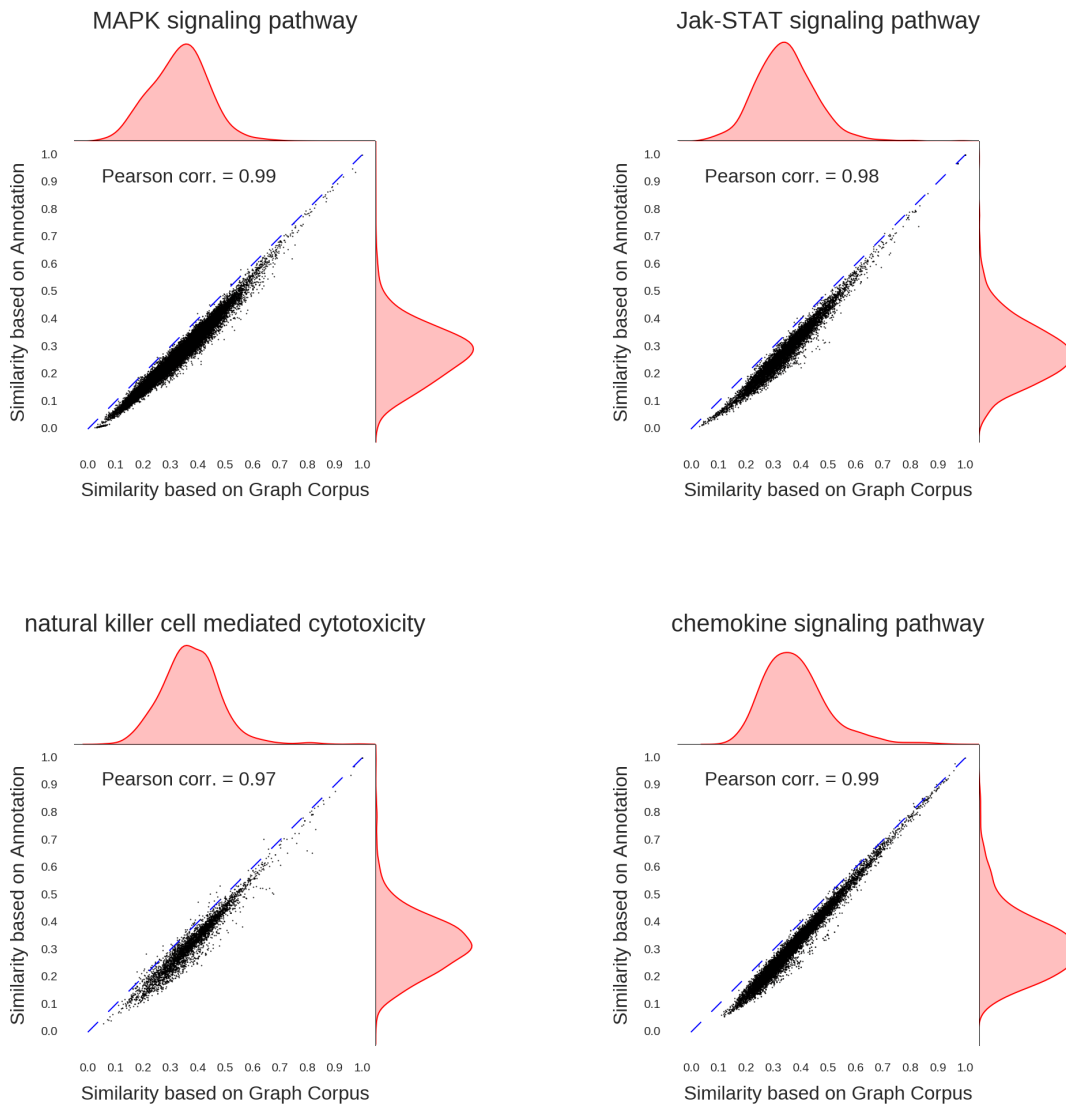 MAPK signaling pathway
Pearson corr. = 0.99
Similarity based on Annotation
1.0
0.9
0.8
0.7
0.6
0.5
0.4
0.3
0.2
0.1
0.0
0.0 0.1 0.2 0.3 0.4 0.5 0.6 0.7 0.8 0.9 1.0
Similarity based on Graph Corpus
Jak-STAT signaling pathway
Pearson corr. = 0.98
Similarity based on Annotation
1.0
0.9
0.8
0.7
0.6
0.5
0.4
0.3
0.2
0.1
0.0
0.0 0.1 0.2 0.3 0.4 0.5 0.6 0.7 0.8 0.9 1.0
Similarity based on Graph Corpus
natural killer cell mediated cytotoxicity
Pearson corr. = 0.97
Similarity based on Annotation
1.0
0.9
0.8
0.7
0.6
0.5
0.4
0.3
0.2
0.1
0.0
0.0 0.1 0.2 0.3 0.4 0.5 0.6 0.7 0.8 0.9 1.0
Similarity based on Graph Corpus
chemokine signaling pathway
Pearson corr. = 0.99
Similarity based on Annotation
1.0
0.9
0.8
0.7
0.6
0.5
0.4
0.3
0.2
0.1
0.0
0.0 0.1 0.2 0.3 0.4 0.5 0.6 0.7 0.8 0.9 1.0
Similarity based on Graph Corpus